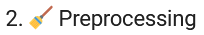 2. 🧹 Preprocessing